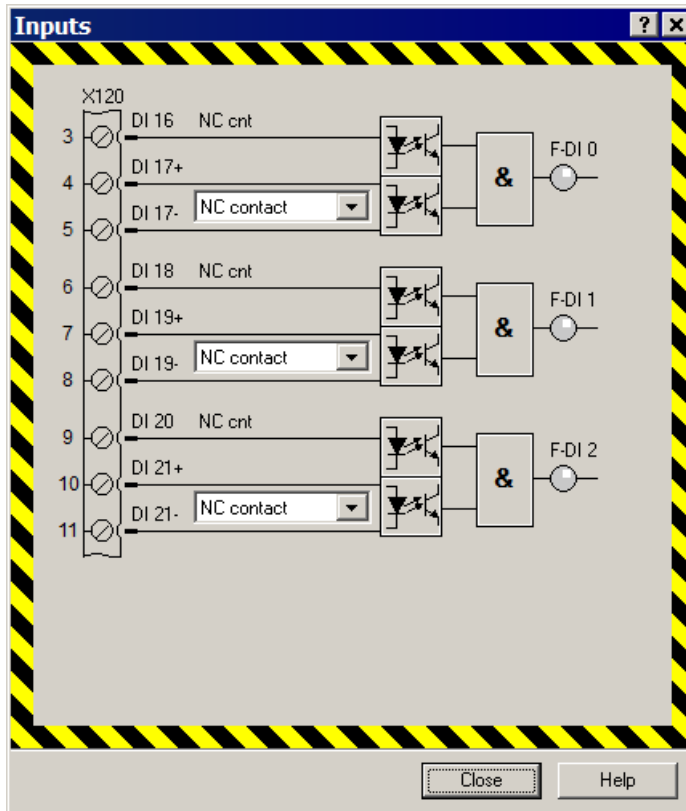 Inputs
X120
3 DI 16 NC cnt
4 DI 17+
NC contact
5 DI 17-
& F-DI 0
6 DI 18 NC cnt
7 DI 19+
NC contact
8 DI 19-
& F-DI 1
9 DI 20 NC cnt
10 DI 21+
NC contact
11 DI 21-
& F-DI 2
Close Help